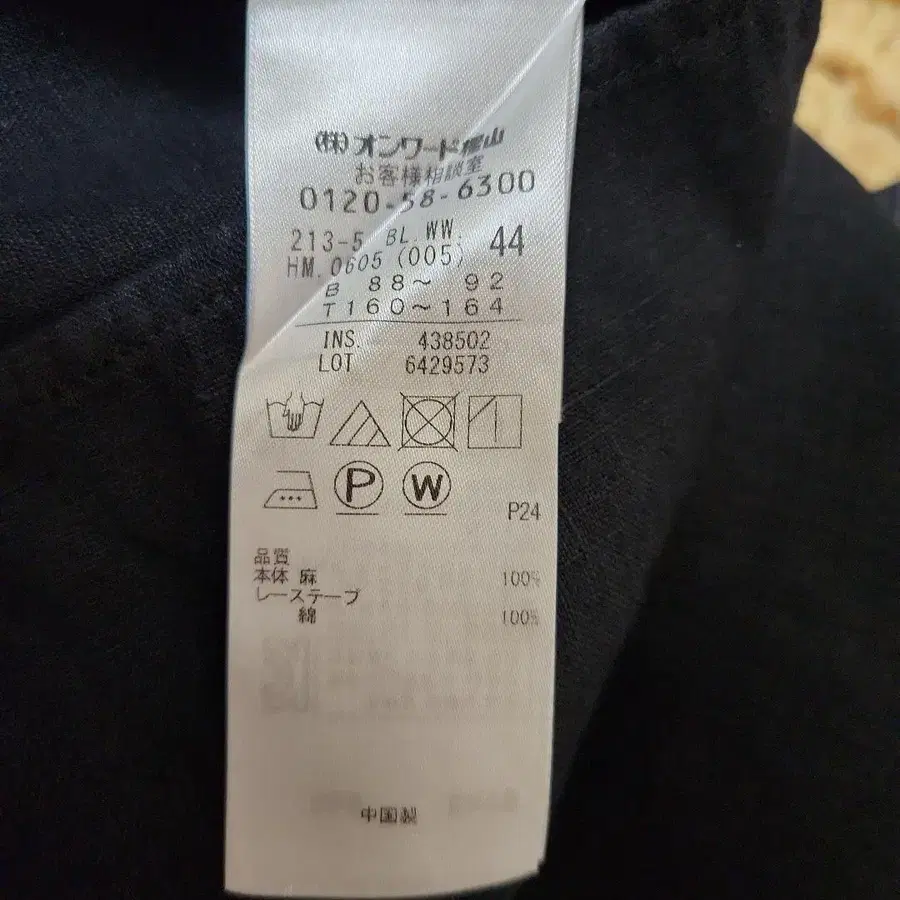 (株)オンワード樫山
お客様相談室
0120-58-6300
213-5 BL.WW. 44
HM.0605 (005)
B 88～ 92
T160～164
INS. 438502
LOT 6429573
P W
P24
品質
本体 麻 100%
レーステープ
綿 100%
中国製